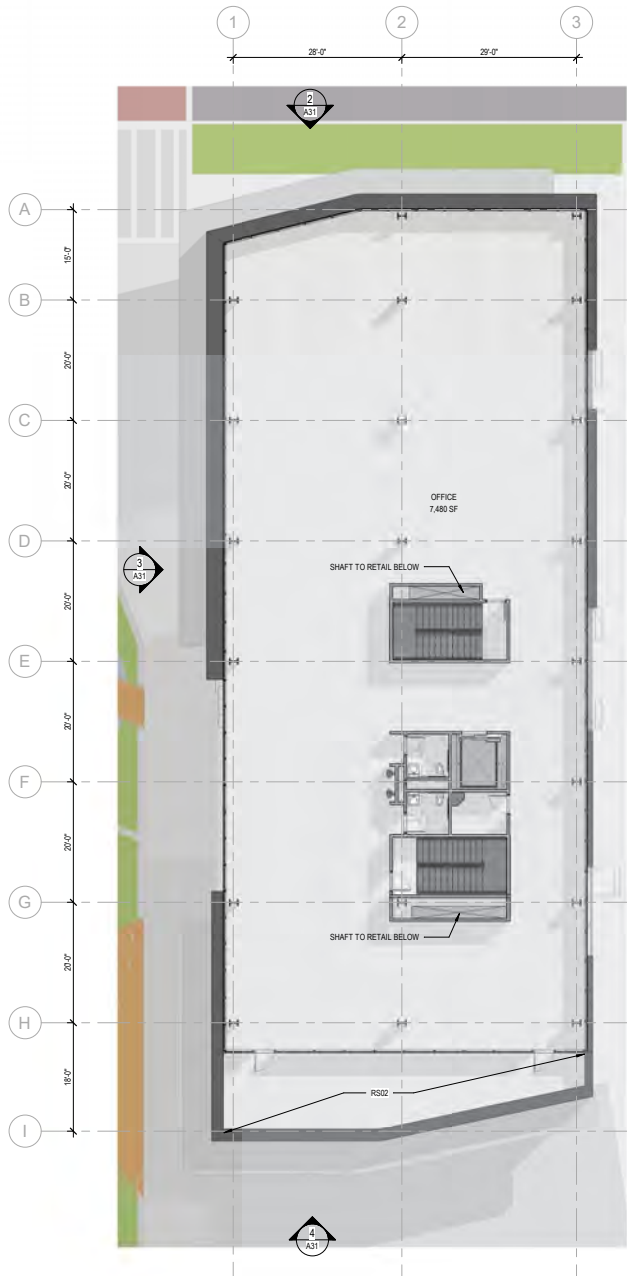 1
2
3
28'-0"
29'-0"
2
A31
A
15'-0"
B
20'-0"
C
20'-0"
OFFICE
7,480 SF
D
SHAFT TO RETAIL BELOW
3
A31
20'-0"
E
20'-0"
F
20'-0"
G
SHAFT TO RETAIL BELOW
20'-0"
H
18'-0"
RS02
I
4
A31